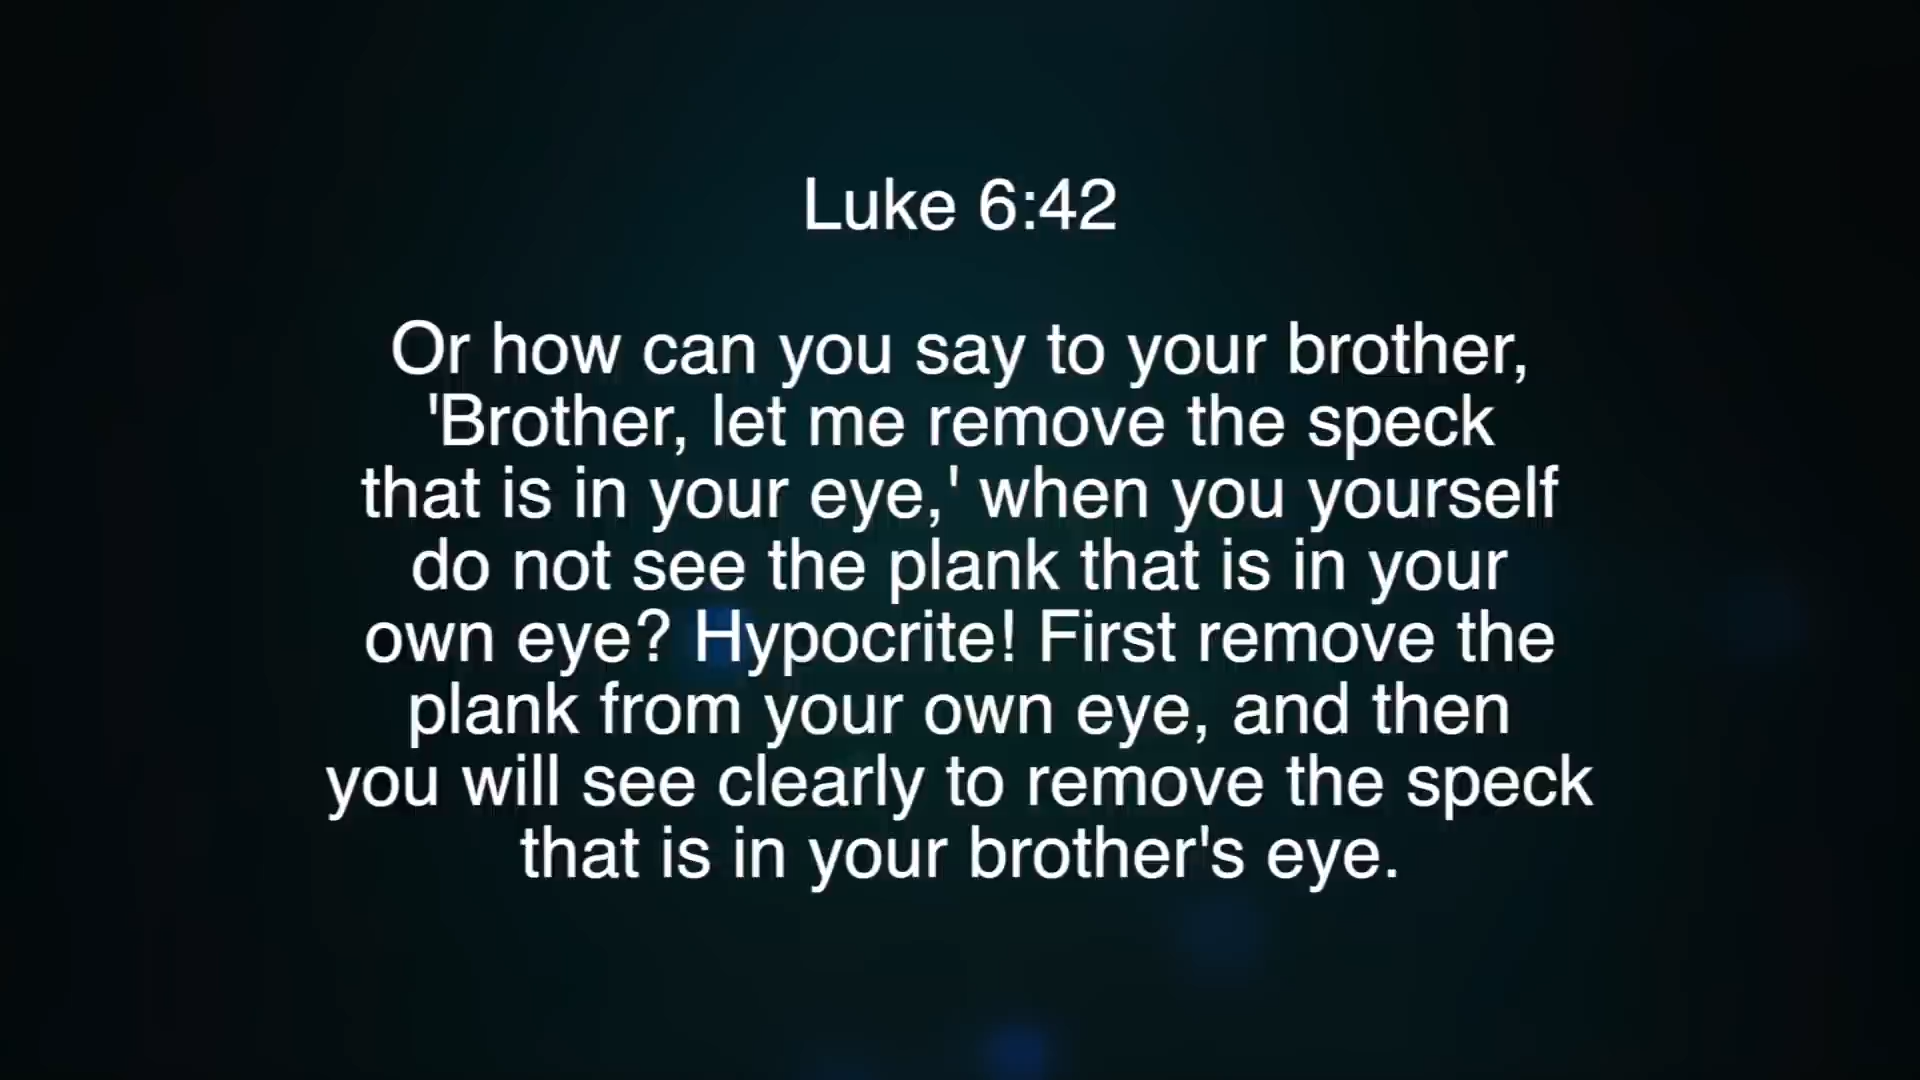 Luke 6:42
Or how can you say to your brother,
'Brother, let me remove the speck
that is in your eye,' when you yourself
do not see the plank that is in your
own eye? Hypocrite! First remove the
plank from your own eye, and then
you will see clearly to remove the speck
that is in your brother's eye.